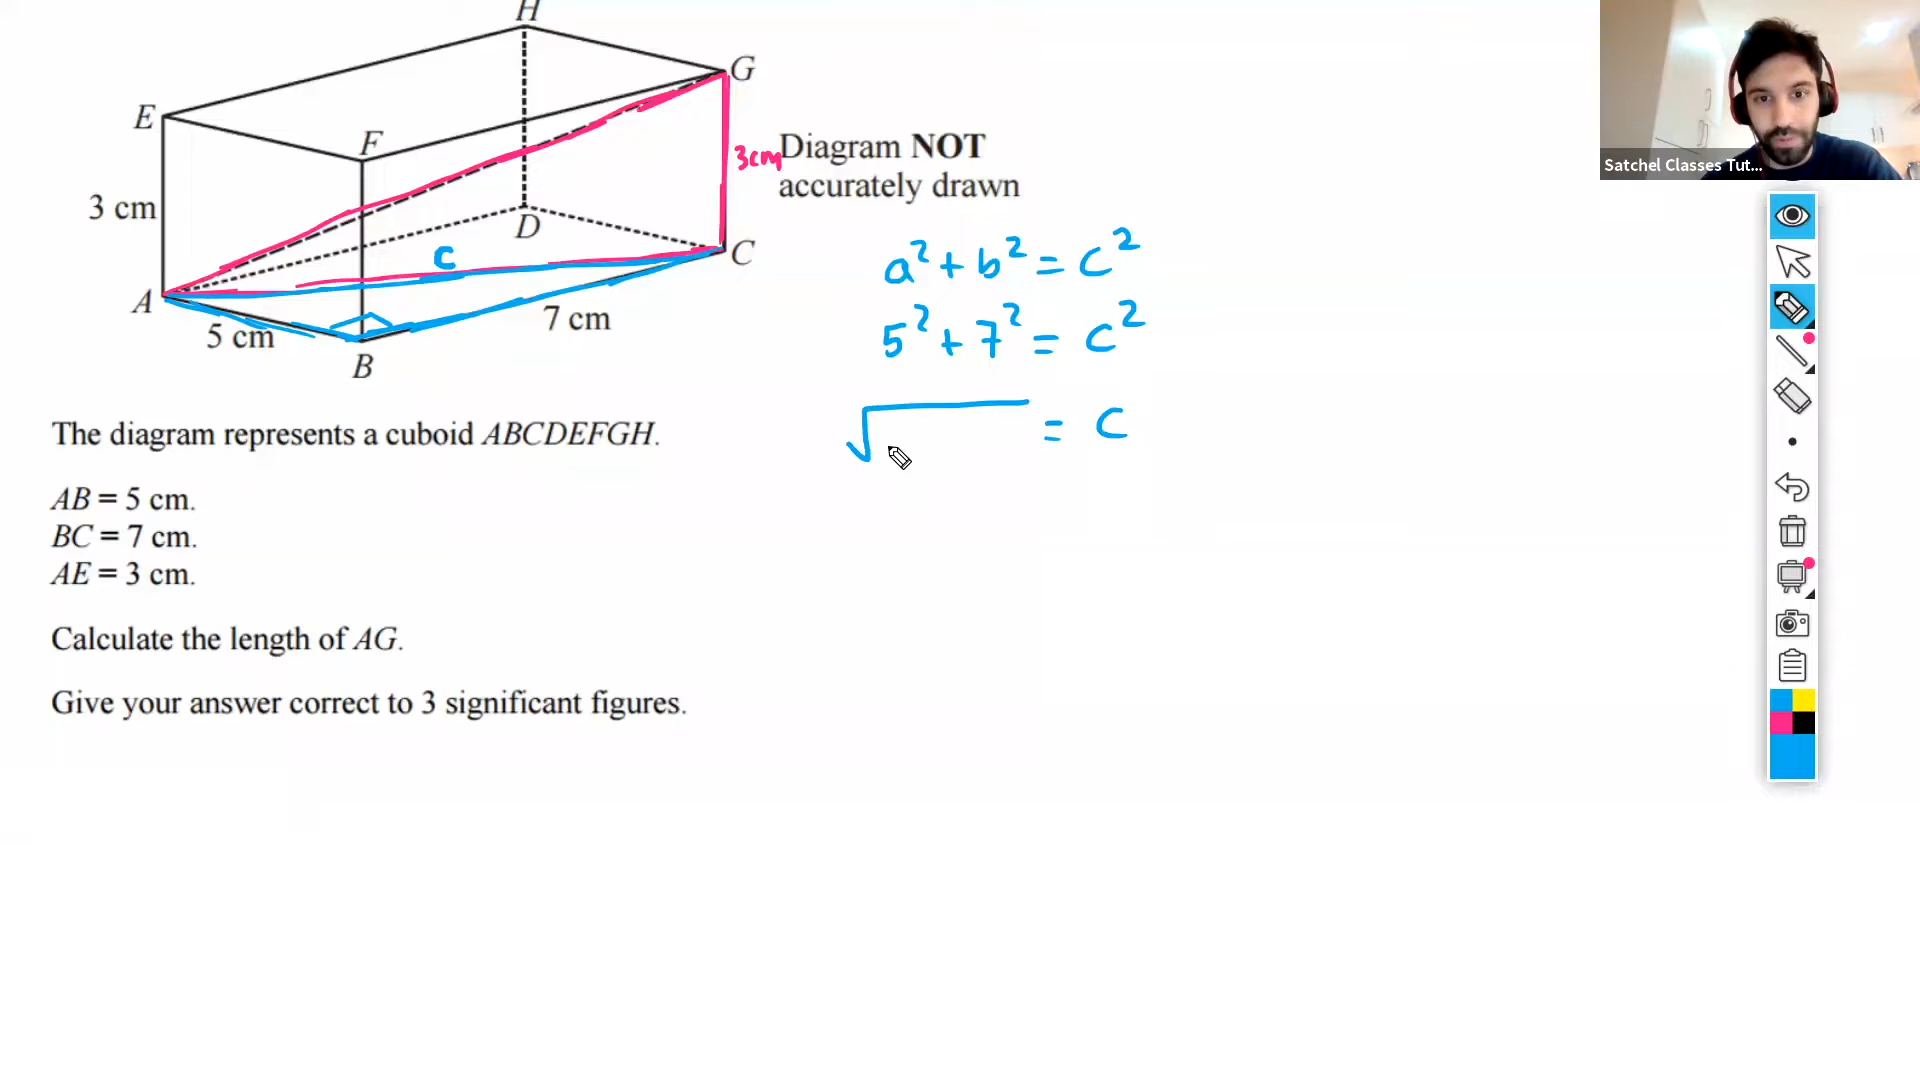 H
G
E
F
3cm
Diagram NOT
accurately drawn
3 cm
D
C
c
A
5 cm
7 cm
B
a² + b² = c²
5² + 7² = c²
√ = c
The diagram represents a cuboid ABCDEFGH.
AB = 5 cm.
BC = 7 cm.
AE = 3 cm.
Calculate the length of AG.
Give your answer correct to 3 significant figures.
Satchel Classes Tut...